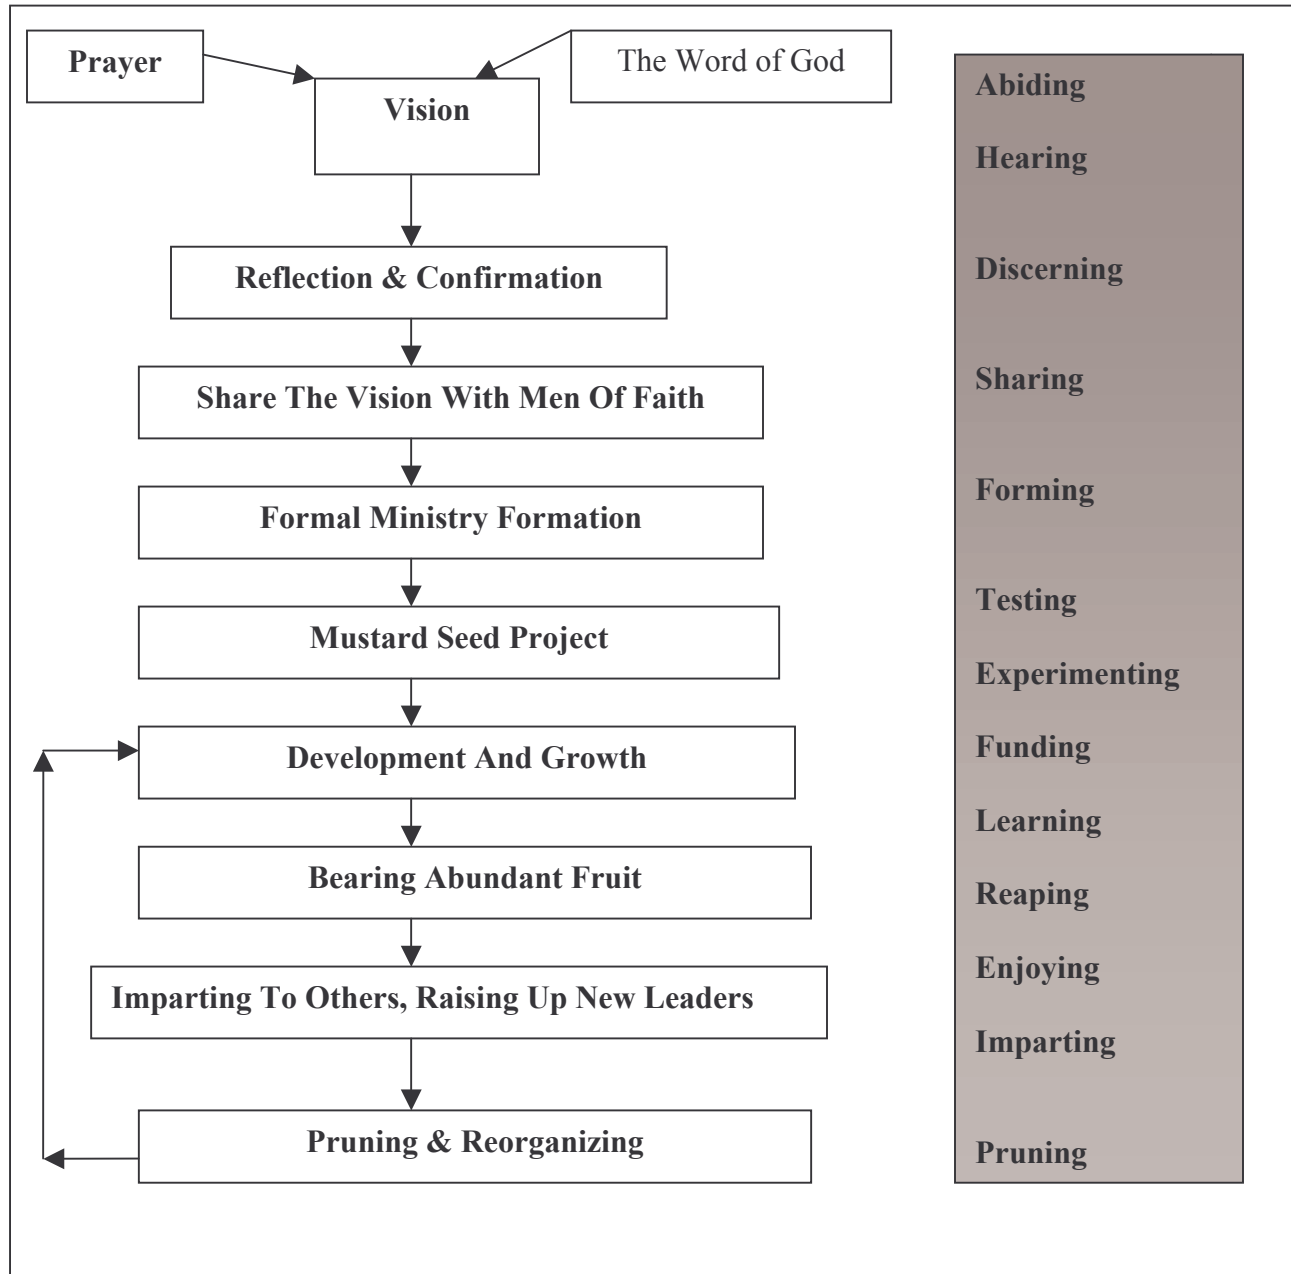 Prayer
The Word of God
Vision
Reflection & Confirmation
Share The Vision With Men Of Faith
Formal Ministry Formation
Mustard Seed Project
Development And Growth
Bearing Abundant Fruit
Imparting To Others, Raising Up New Leaders
Pruning & Reorganizing
Abiding
Hearing
Discerning
Sharing
Forming
Testing
Experimenting
Funding
Learning
Reaping
Enjoying
Imparting
Pruning